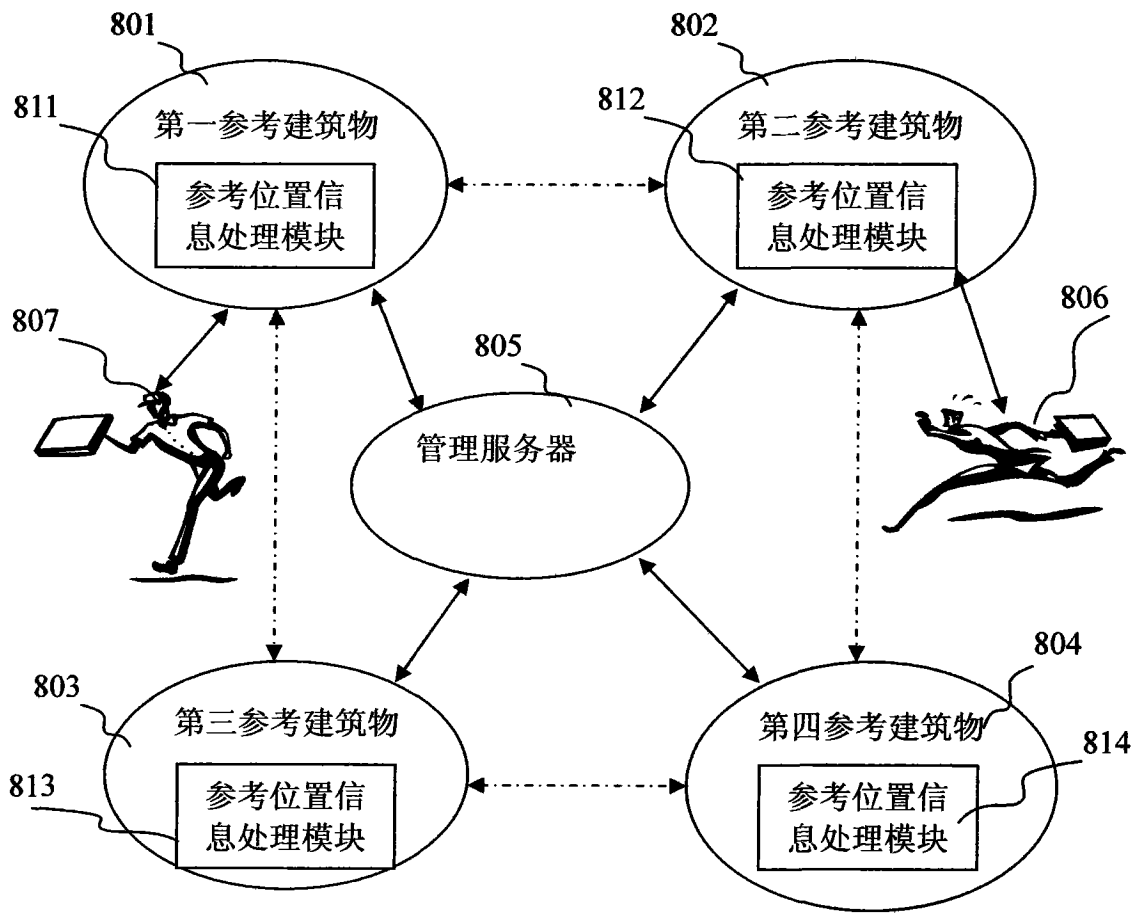 801
802
811
第一参考建筑物
812
第二参考建筑物
参考位置信
息处理模块
参考位置信
息处理模块
807
806
805
管理服务器
803
第三参考建筑物
804
第四参考建筑物
813
参考位置信
息处理模块
814
参考位置信
息处理模块